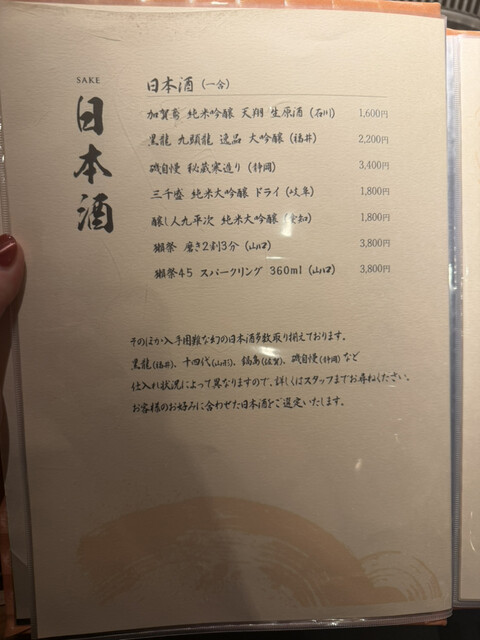 SAKE
日本酒
日本酒(一合)
加賀鳶 純米吟醸 天翔 生原酒(石川) 1,600円
黒龍 九頭龍 逸品 大吟醸(福井) 2,200円
磯自慢 秘蔵寒造り(静岡) 3,400円
三千盛 純米大吟醸 ドライ(岐阜) 1,800円
醸し人九平次 純米大吟醸(愛知) 1,800円
獺祭 磨き2割3分(山口) 3,800円
獺祭45 スパークリング 360ml(山口) 3,800円
そのほか入手困難な幻の日本酒多数取り揃えております。
黒龍(福井)、十四代(山形)、鍋島(佐賀)、磯自慢(静岡)など
仕入れ状況によって異なりますので、詳しくはスタッフまでお尋ねください。
お客様のお好みに合わせた日本酒をご選定いたします。